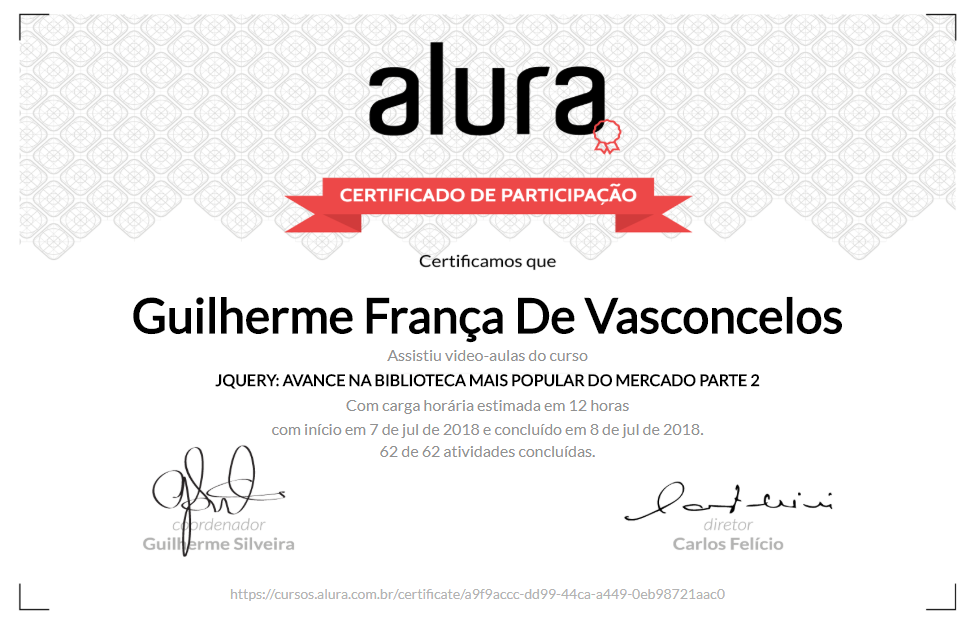 alura
CERTIFICADO DE PARTICIPAÇÃO
Certificamos que
Guilherme França De Vasconcelos
Assistiu video-aulas do curso
JQUERY: AVANCE NA BIBLIOTECA MAIS POPULAR DO MERCADO PARTE 2
Com carga horária estimada em 12 horas
com início em 7 de jul de 2018 e concluído em 8 de jul de 2018.
62 de 62 atividades concluídas.
coordenador
Guilherme Silveira
diretor
Carlos Felício
https://cursos.alura.com.br/certificate/a9f9accc-dd99-44ca-a449-0eb98721aac0